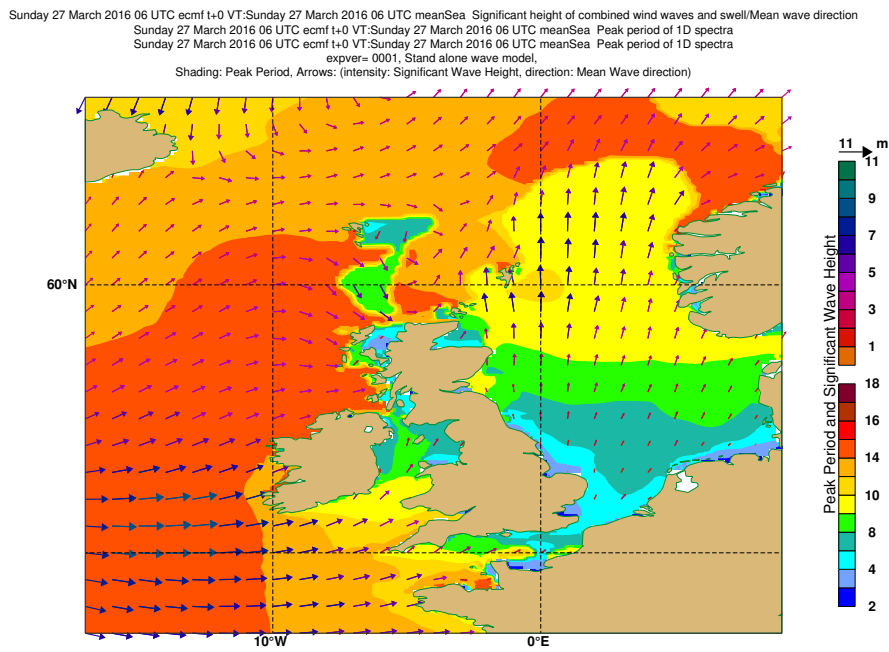 Sunday 27 March 2016 06 UTC ecmf t+0 VT:Sunday 27 March 2016 06 UTC meanSea Significant height of combined wind waves and swell/Mean wave direction
Sunday 27 March 2016 06 UTC ecmf t+0 VT:Sunday 27 March 2016 06 UTC meanSea Peak period of 1D spectra
Sunday 27 March 2016 06 UTC ecmf t+0 VT:Sunday 27 March 2016 06 UTC meanSea Peak period of 1D spectra
expver= 0001, Stand alone wave model,
Shading: Peak Period, Arrows: (intensity: Significant Wave Height, direction: Mean Wave direction)
11 m
11
9
7
5
3
1
18
16
14
10
8
4
2
Peak Period and Significant Wave Height
60°N
10°W
0°E